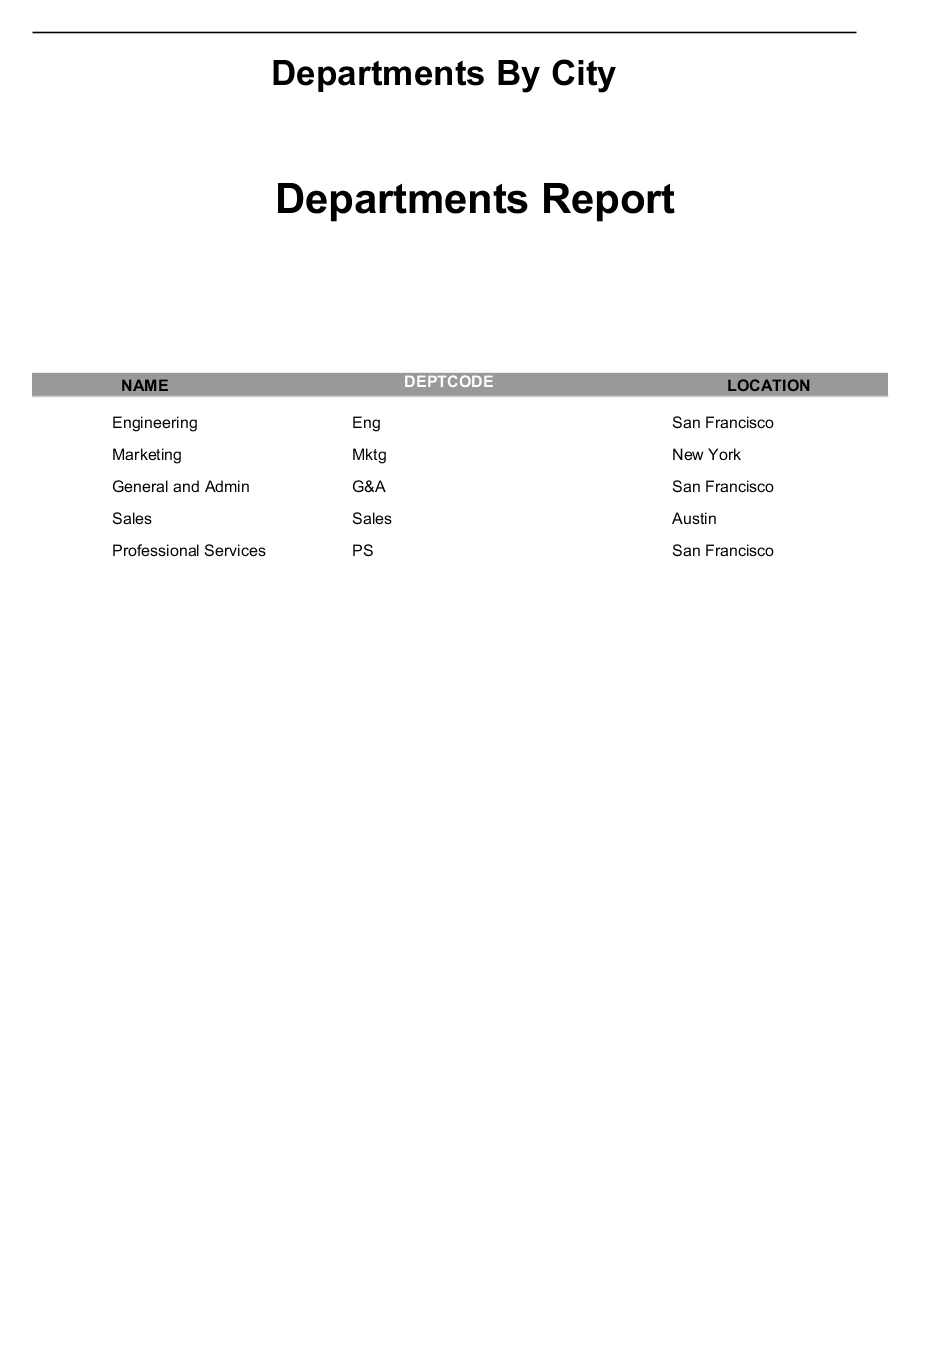 Departments By City
Departments Report
NAME DEPTCODE LOCATION
Engineering Eng San Francisco
Marketing Mktg New York
General and Admin G&A San Francisco
Sales Sales Austin
Professional Services PS San Francisco